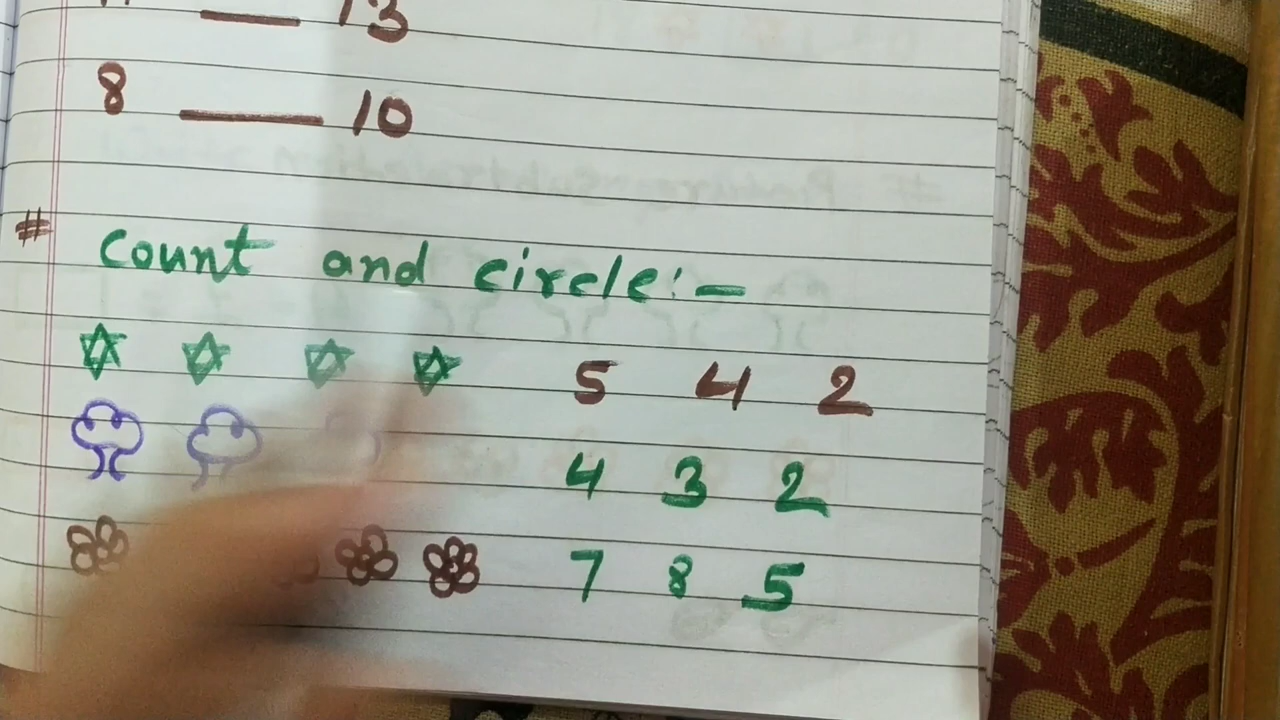 13
8 — 10
# Count and circle:-
5 4 2
4 3 2
7 8 5